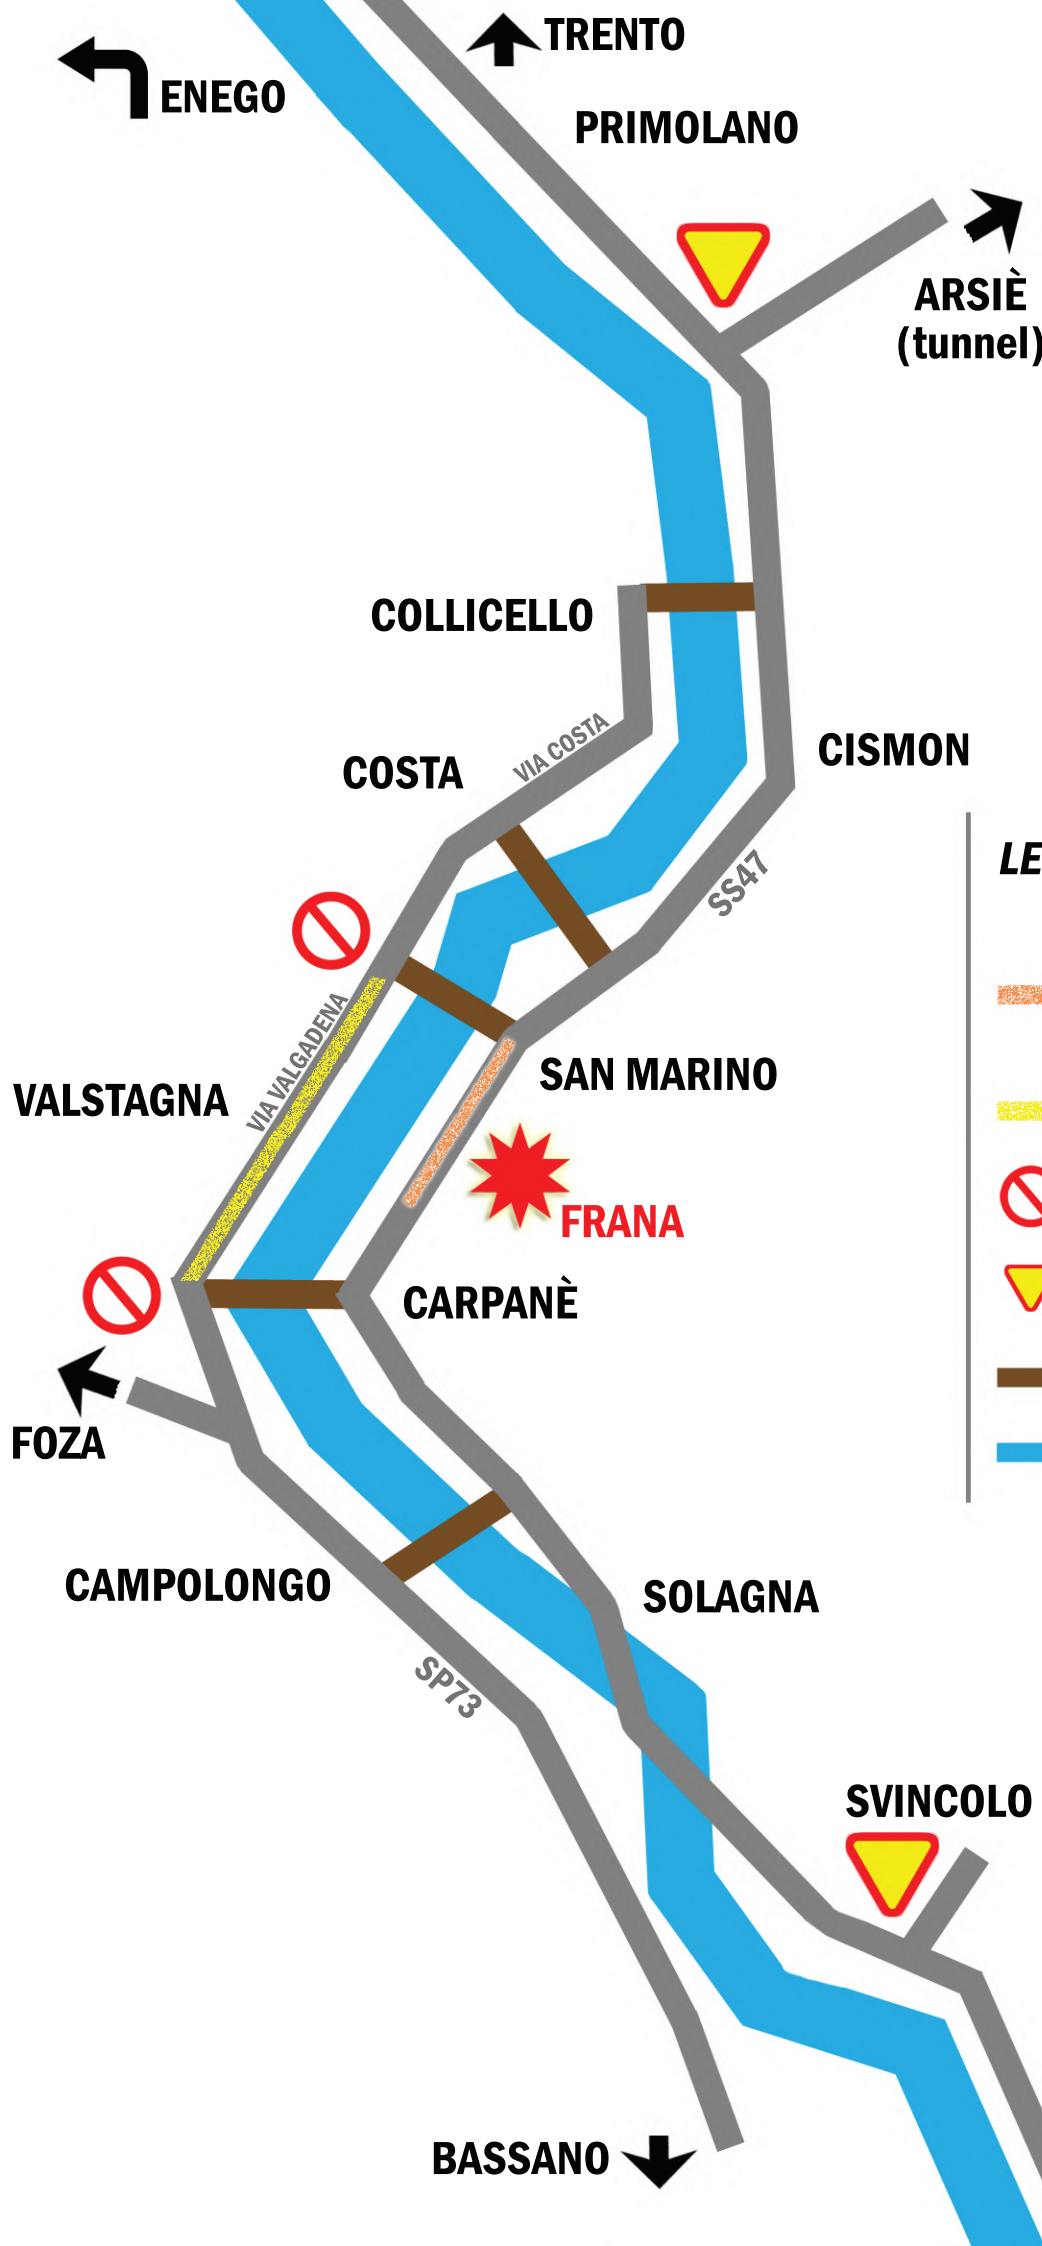 TRENTO
ENEGO
PRIMOLANO
ARSIÈ
(tunnel)
COLLICELLO
VIA COSTA
CISMON
COSTA
LE
SS47
VIA VALGADENA
SAN MARINO
VALSTAGNA
FRANA
CARPANÈ
FOZA
CAMPOLONGO
SOLAGNA
SP73
SVINCOLO
BASSANO